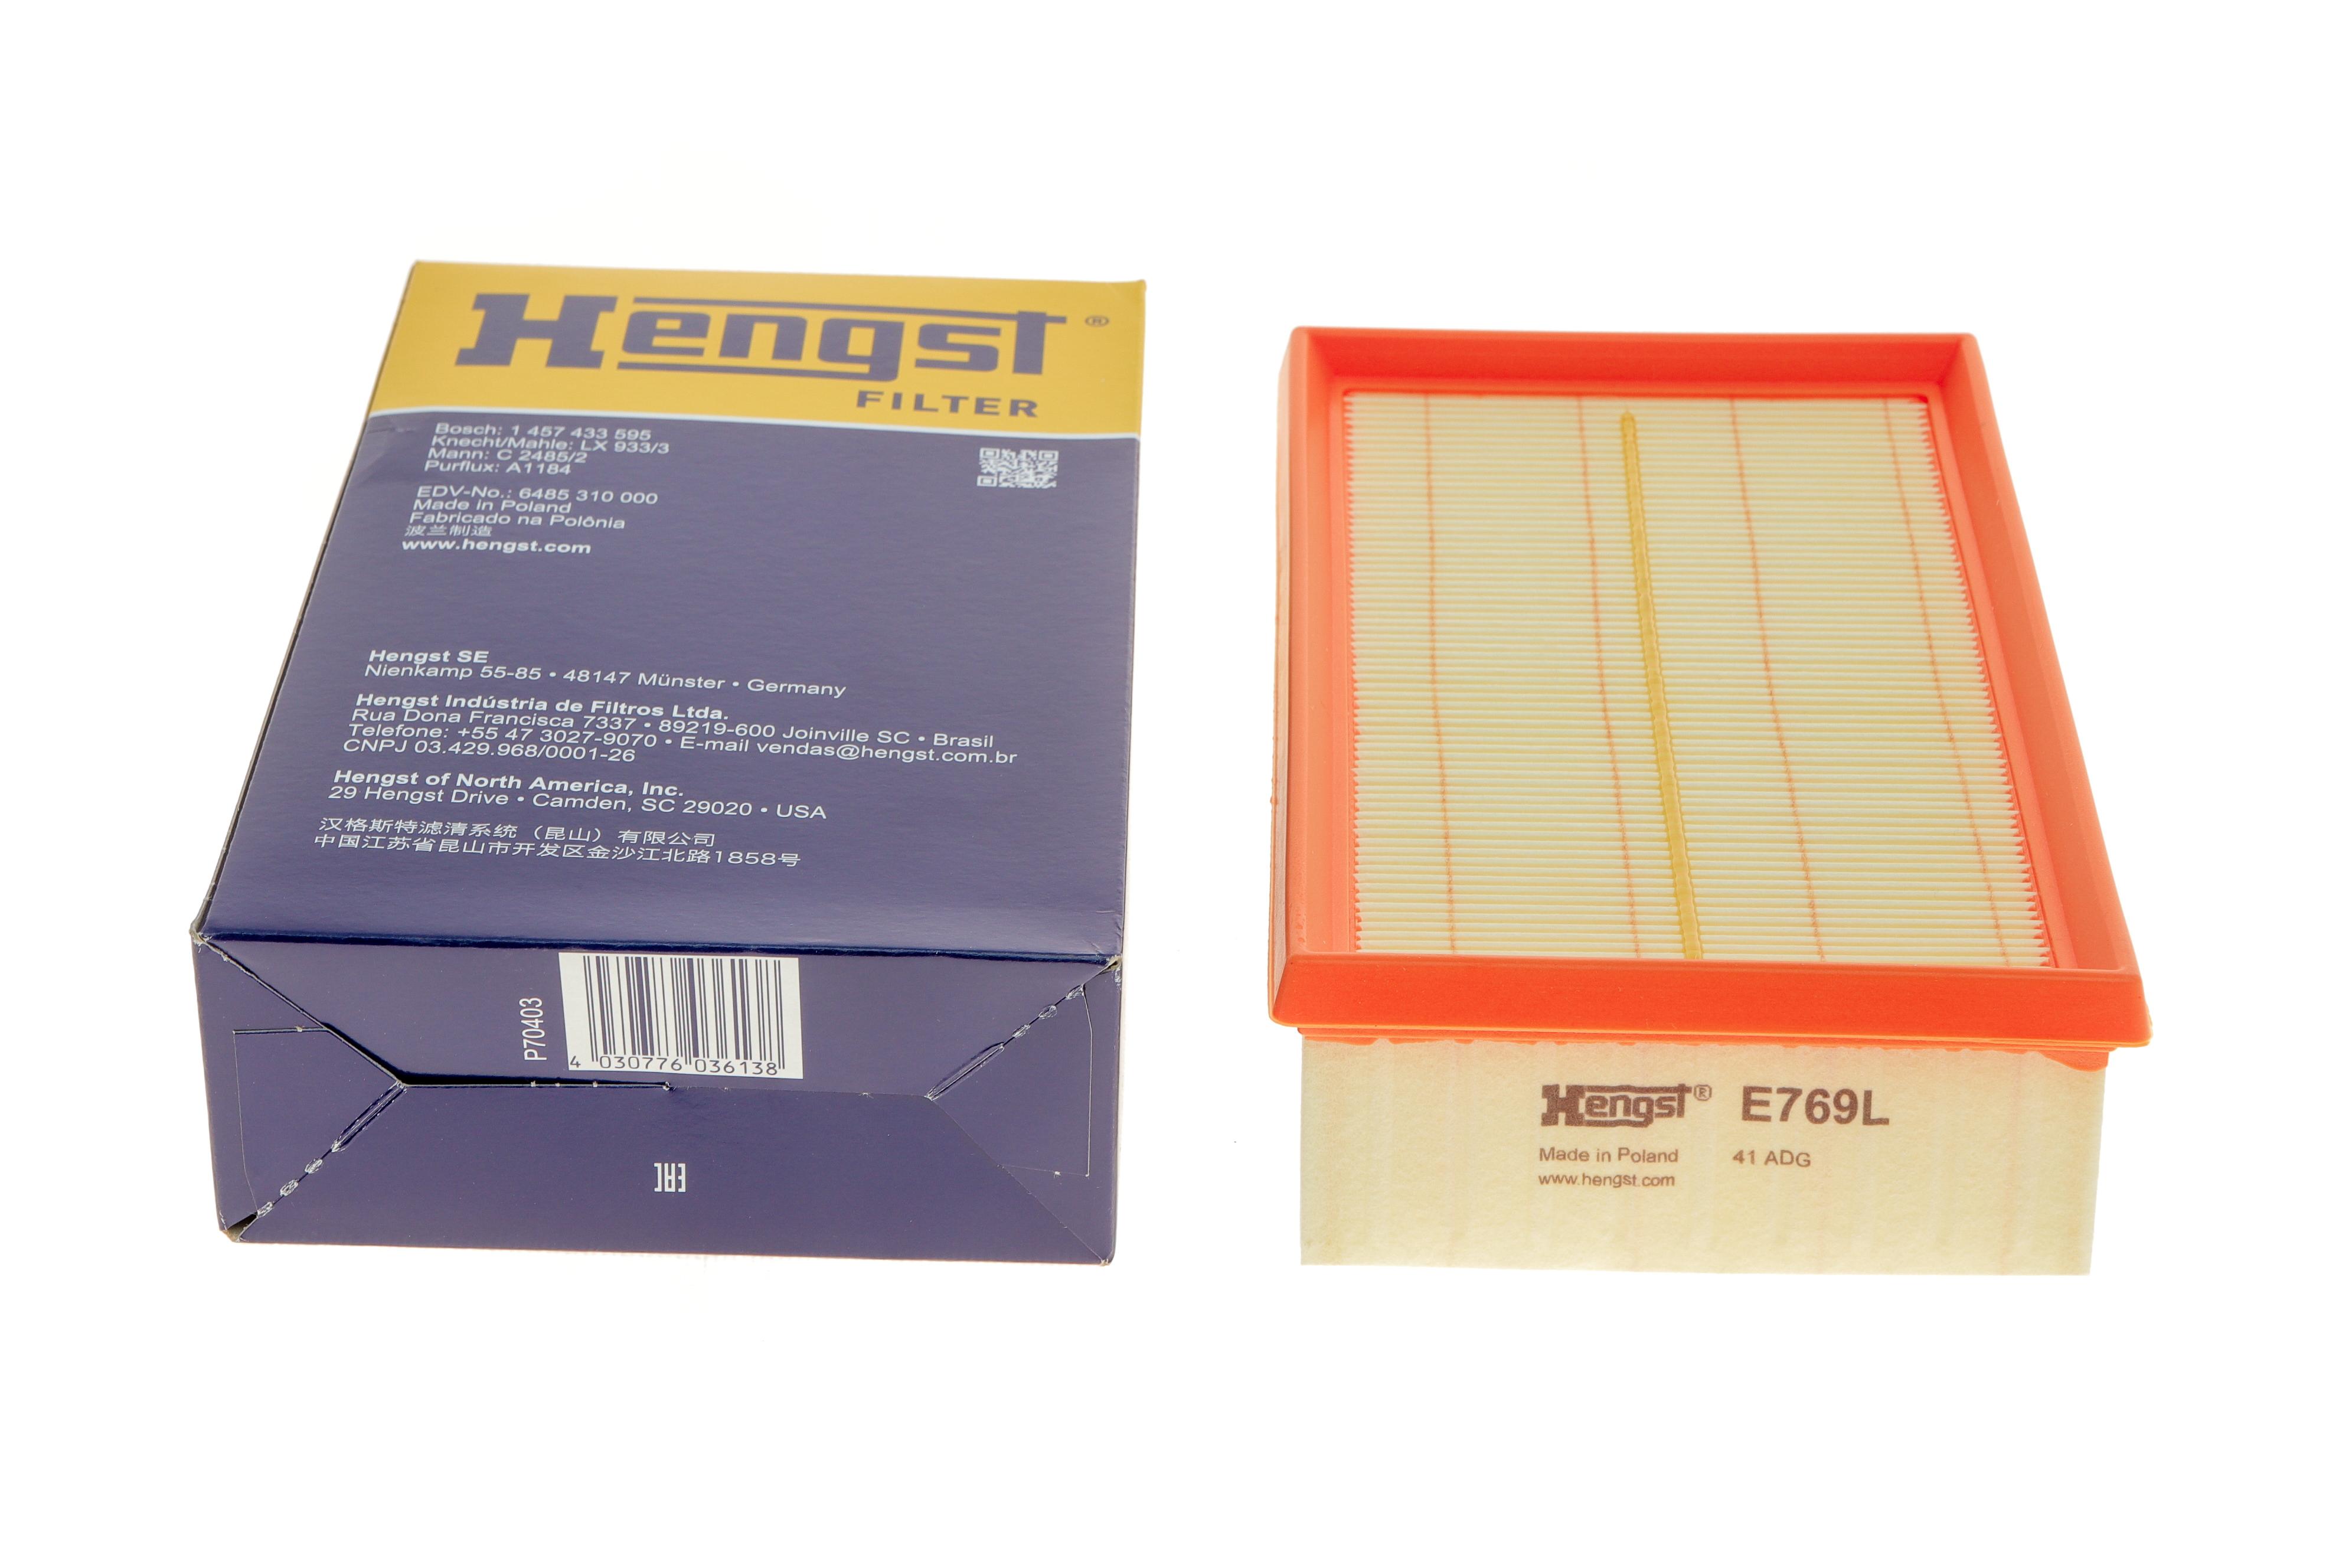 Hengst®
FILTER
Bosch: 1 457 433 595
Knecht/Mahle: LX 933/3
Mann: C 2485/2
Purflux: A1184
EDV-No.: 6485 310 000
Made in Poland
Fabricado na Polônia
波兰制造
www.hengst.com
Hengst SE
Nienkamp 55-85 • 48147 Münster • Germany
Hengst Indústria de Filtros Ltda.
Rua Dona Francisca 7337 • 89219-600 Joinville SC • Brasil
Telefone: +55 47 3027-9070 • E-mail vendas@hengst.com.br
CNPJ 03.429.968/0001-26
Hengst of North America, Inc.
29 Hengst Drive • Camden, SC 29020 • USA
汉格斯特滤清系统（昆山）有限公司
中国江苏省昆山市开发区金沙江北路1858号
P70403
4 030776 036138
EAC
Hengst® E769L
Made in Poland 41 ADG
www.hengst.com